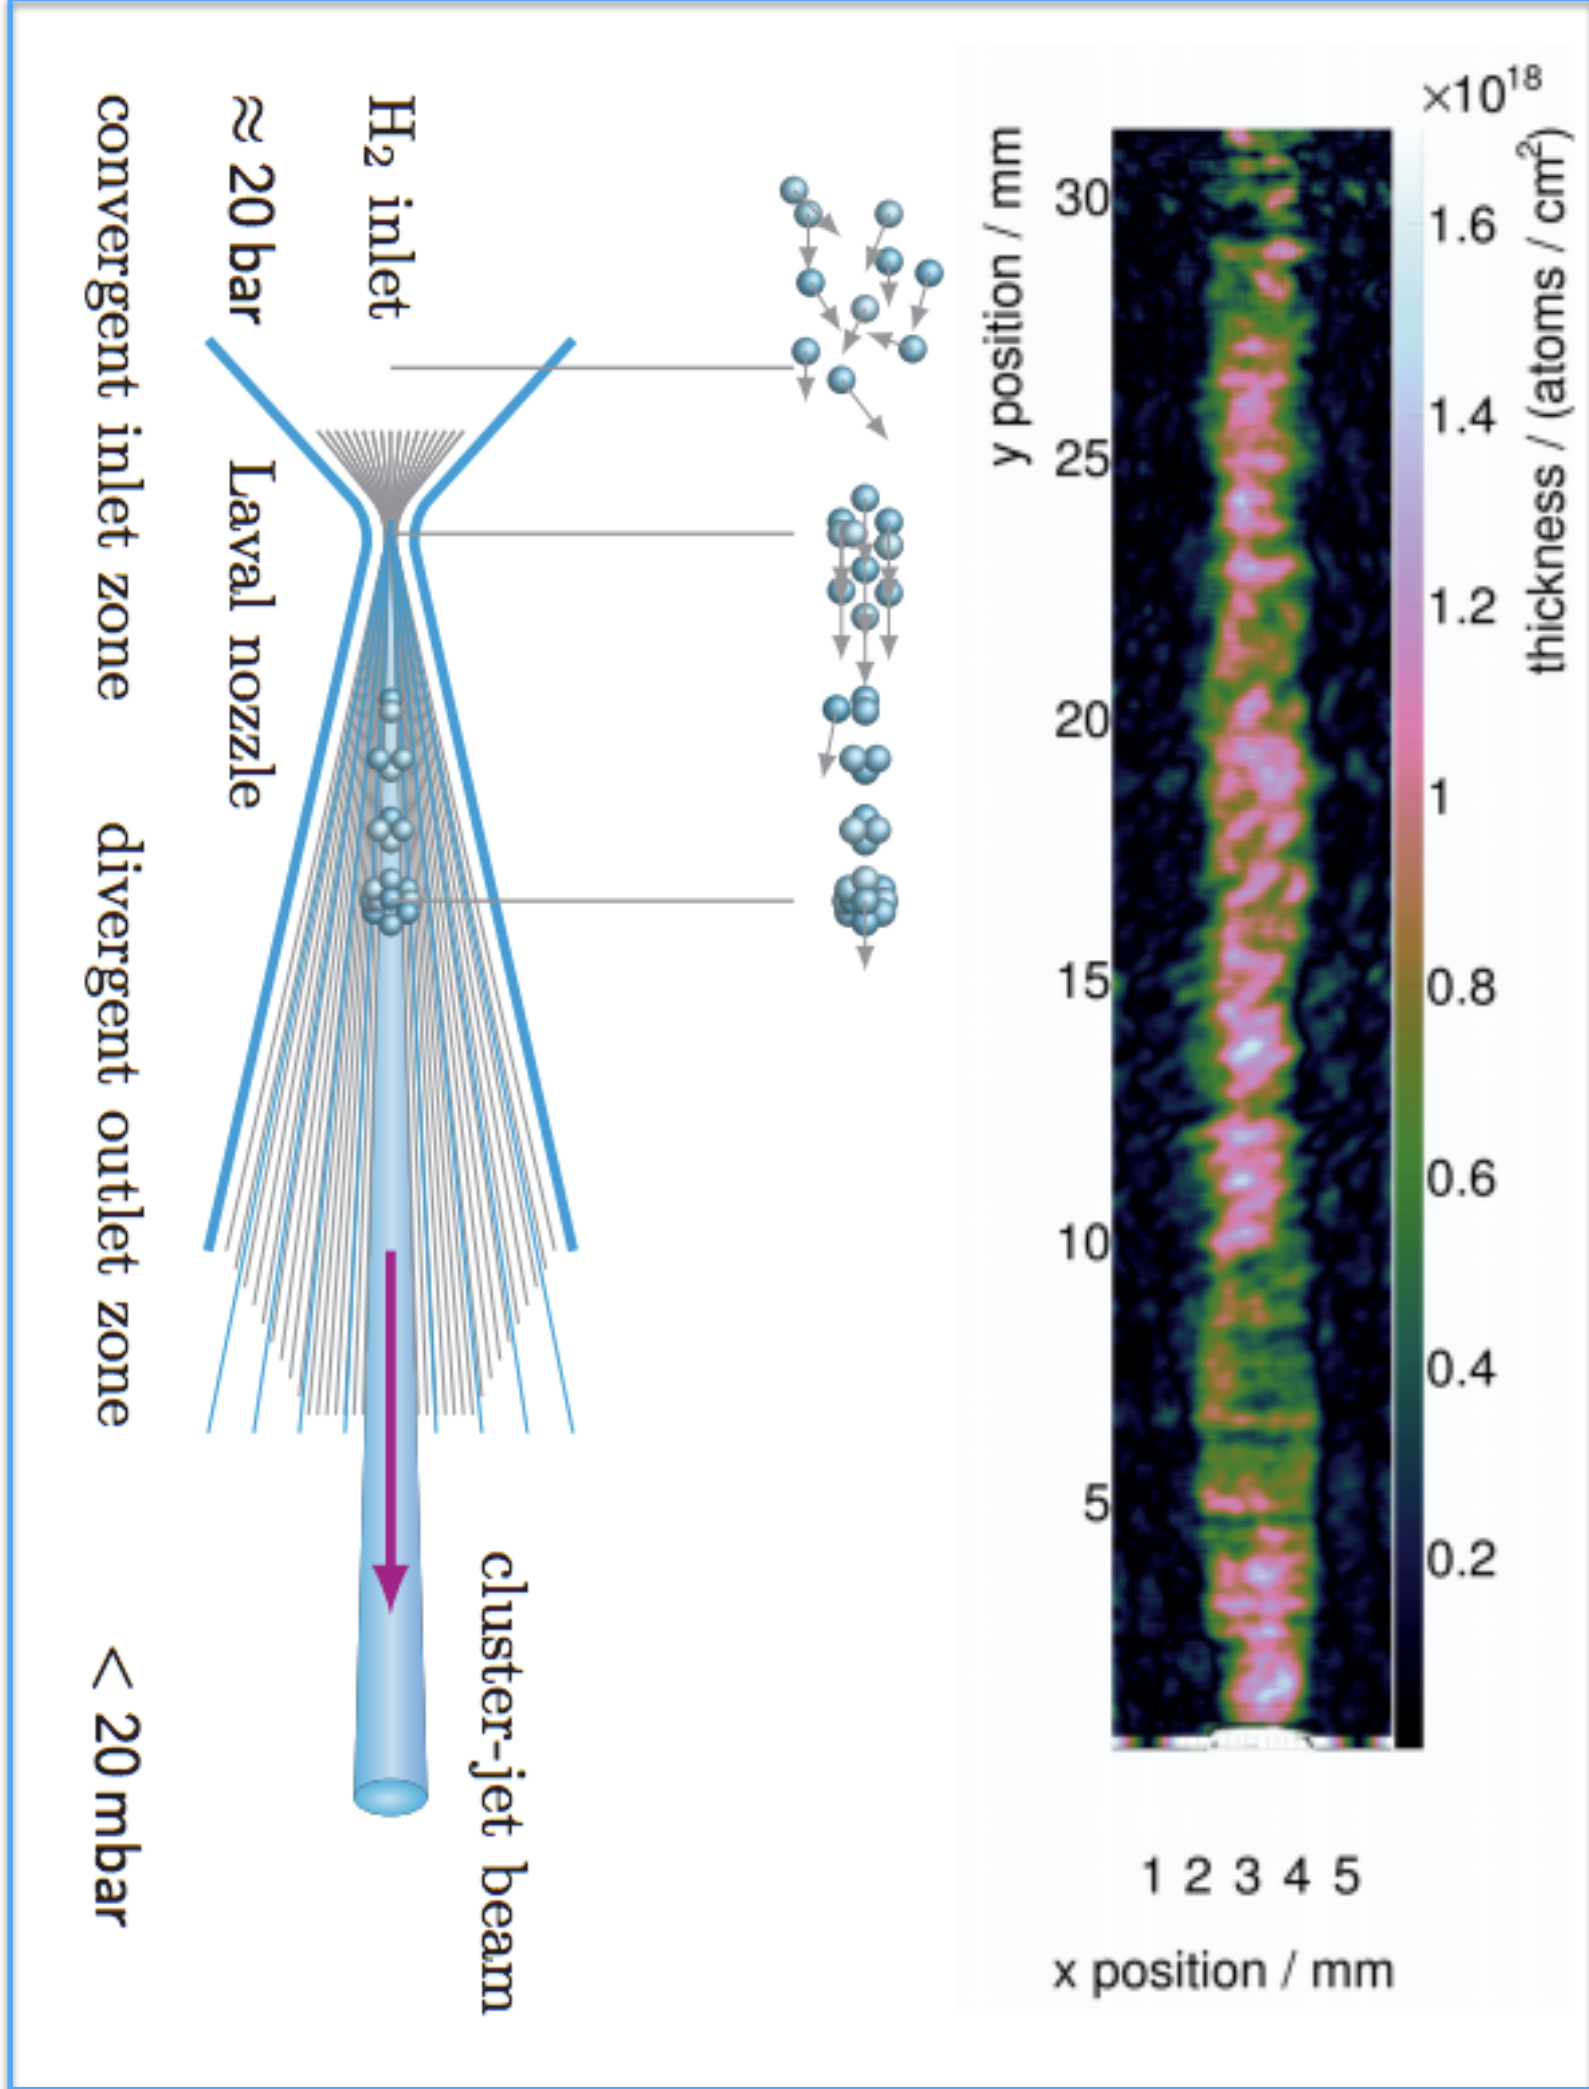 H₂ inlet
≈ 20 bar
Laval nozzle
convergent inlet zone
divergent outlet zone
cluster-jet beam
< 20 mbar
×10¹⁸
thickness / (atoms / cm²)
1.6
1.4
1.2
1
0.8
0.6
0.4
0.2
y position / mm
30
25
20
15
10
5
1 2 3 4 5
x position / mm